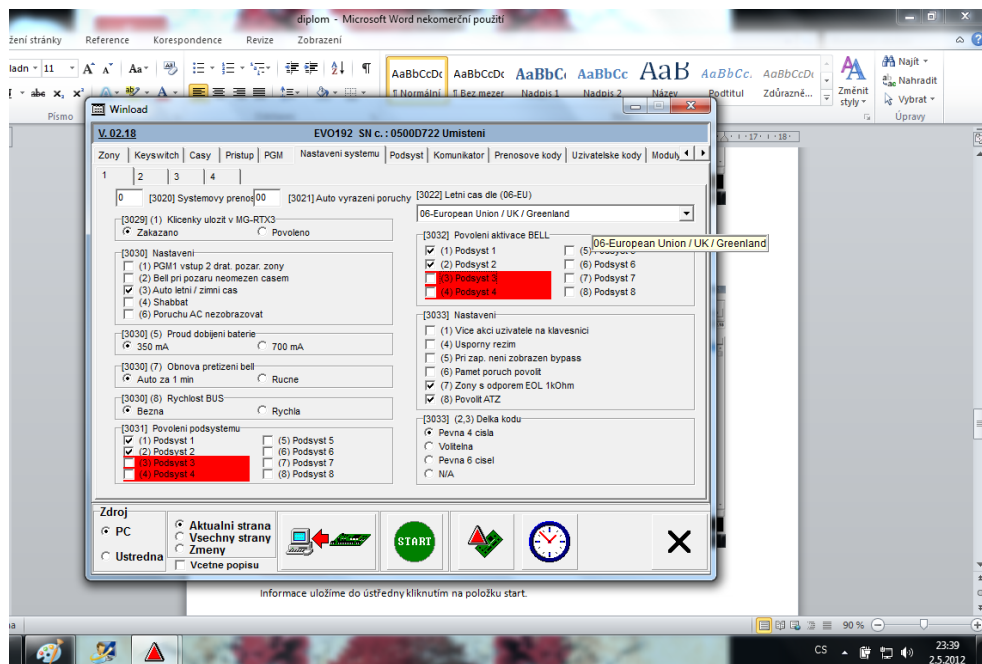 diplom - Microsoft Word nekomerční použití
žení stránky Reference Korespondence Revize Zobrazení
11 Aa
AaBbCcDc AaBbCcDc AaBbCc AaBbCc AaB AaBbCc. AaBbCcDc
¶ Normální ¶ Bez mezer Nadpis 1 Nadpis 2 Název Podtitul Zdůrazně...
Změnit styly
Najít
Nahradit
Vybrat
Písmo
Úpravy
Winload
V. 02.18 EVO192 SN c. : 0500D722 Umisteni
Zony Keyswitch Casy Pristup PGM Nastaveni systemu Podsyst Komunikator Prenosove kody Uzivatelske kody Moduly
1 2 3 4
0 [3020] Systemovy prenos 00 [3021] Auto vyrazeni poruchy
[3029] (1) Klicenky ulozit v MG-RTX3
Zakazano Povoleno
[3030] Nastaveni
(1) PGM1 vstup 2 drat. pozar. zony
(2) Bell pri pozaru neomezen casem
(3) Auto letni / zimni cas
(4) Shabbat
(6) Poruchu AC nezobrazovat
[3030] (5) Proud dobijeni baterie
350 mA 700 mA
[3030] (7) Obnova pretizeni bell
Auto za 1 min Rucne
[3030] (8) Rychlost BUS
Bezna Rychla
[3031] Povoleni podsystemu
(1) Podsyst 1 (5) Podsyst 5
(2) Podsyst 2 (6) Podsyst 6
(3) Podsyst 3 (7) Podsyst 7
(4) Podsyst 4 (8) Podsyst 8
[3022] Letni cas dle (06-EU)
06-European Union / UK / Greenland
[3032] Povoleni aktivace BELL
06-European Union / UK / Greenland
(1) Podsyst 1 (5)
(2) Podsyst 2 (6) Podsyst 6
(3) Podsyst 3 (7) Podsyst 7
(4) Podsyst 4 (8) Podsyst 8
[3033] Nastaveni
(1) Vice akci uzivatele na klavesnici
(4) Usporny rezim
(5) Pri zap. neni zobrazen bypass
(6) Pamet poruch povolit
(7) Zony s odporem EOL 1kOhm
(8) Povolit ATZ
[3033] (2,3) Delka kodu
Pevna 4 cisla
Volitelna
Pevna 6 cisel
N/A
Zdroj
PC
Ustredna
Aktualni strana
Vsechny strany
Zmeny
Vcetne popisu
START
Informace uložíme do ústředny kliknutím na položku start.
90 %
CS
23:39
2.5.2012